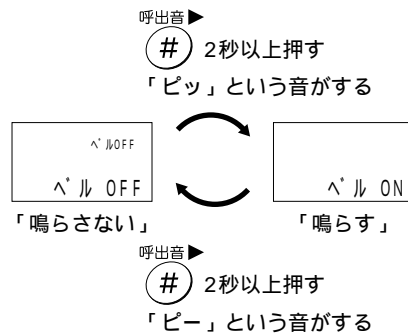 呼出音▶
# 2秒以上押す
「ピッ」という音がする
ﾍﾞﾙOFF
ﾍﾞﾙ OFF
ﾍﾞﾙ ON
「鳴らさない」
「鳴らす」
呼出音▶
# 2秒以上押す
「ピー」という音がする